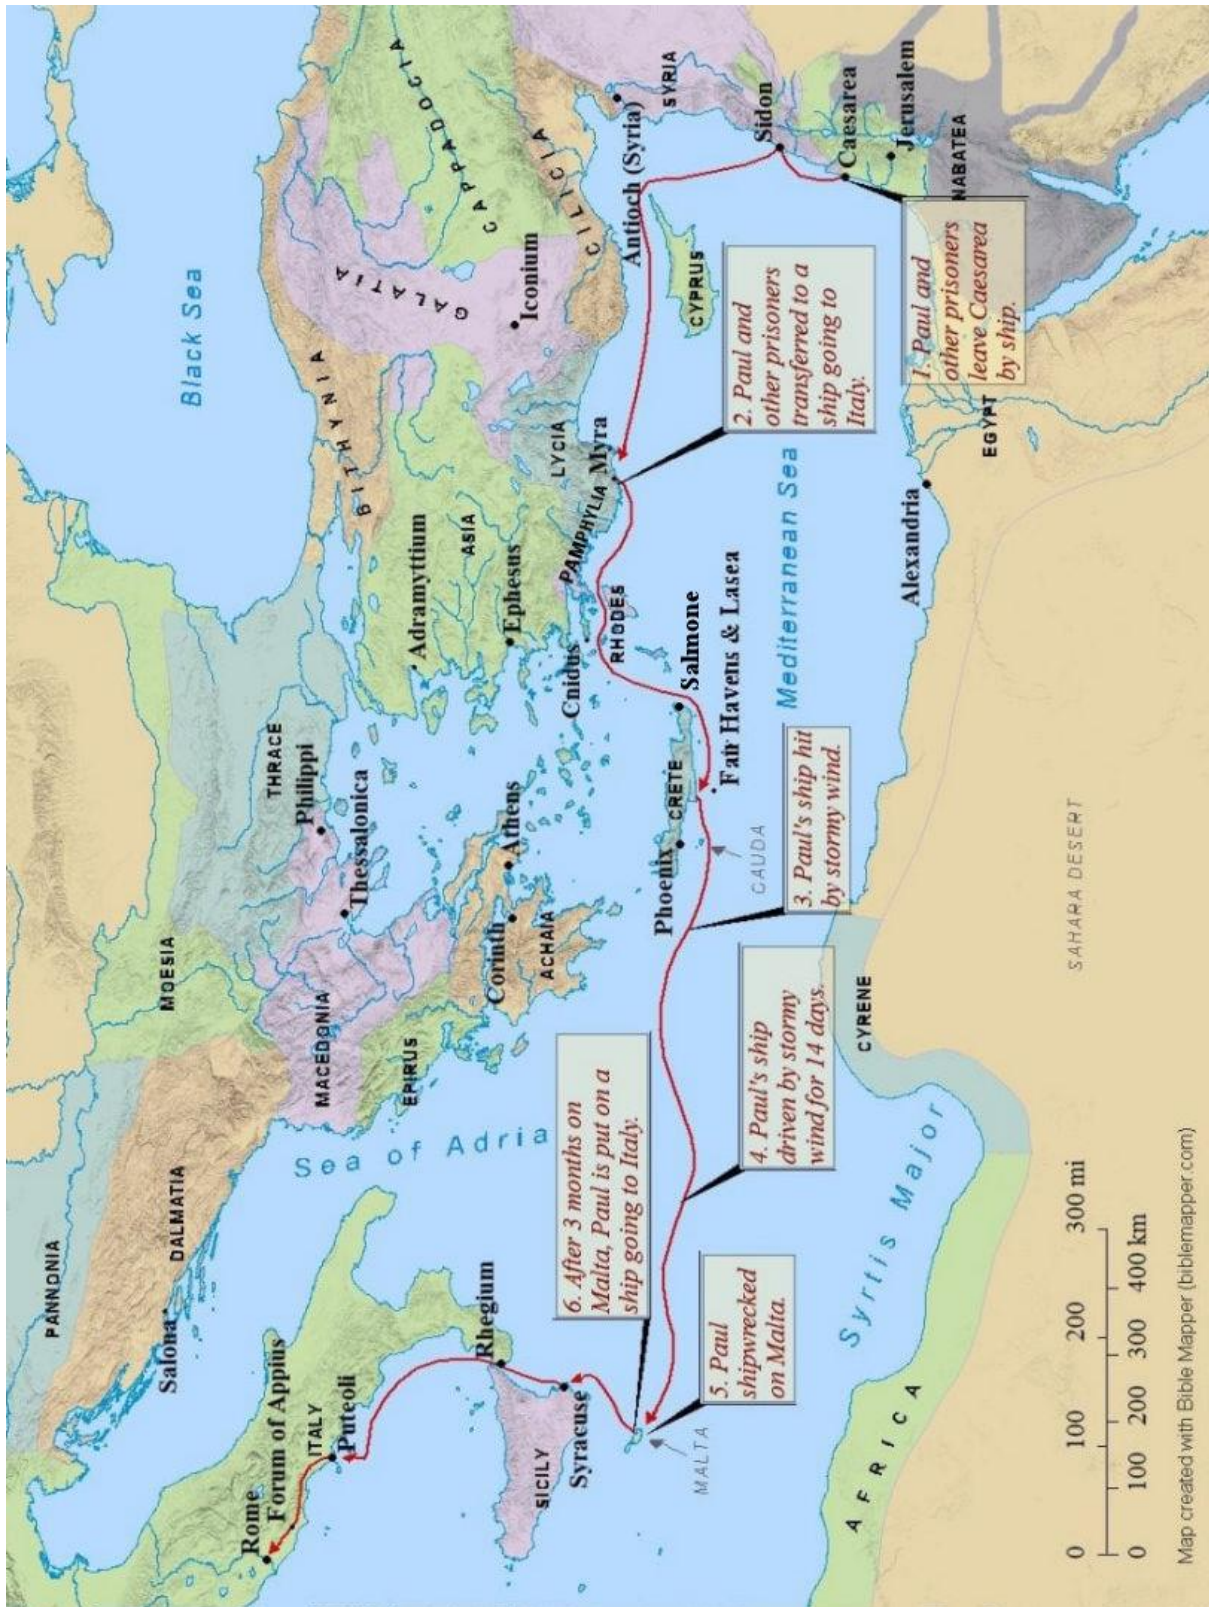 PANNONIA
MOESIA
Black Sea
DALMATIA
Salona
THRACE
Philippi
BITHYNIA
Rome
Forum of Appius
ITALY
Puteoli
MACEDONIA
Thessalonica
GALATIA
CAPPADOCIA
Sea of Adria
EPIRUS
Adramyttium
ASIA
Ephesus
Iconium
CILICIA
Rhegium
Corinth
Athens
ACHAIA
Cnidus
PAMPHYLIA
LYCIA
Myra
Antioch (Syria)
SYRIA
SICILY
Syracuse
RHODES
6. After 3 months on
Malta, Paul is put on a
ship going to Italy.
Phoenix
CRETE
Salmone
Fair Havens & Lasea
CYPRUS
Sidon
MALTA
5. Paul
shipwrecked
on Malta.
4. Paul's ship
driven by stormy
wind for 14 days.
CAUDA
3. Paul's ship hit
by stormy wind.
Mediterranean Sea
2. Paul and
other prisoners
transferred to a
ship going to
Italy.
Caesarea
Jerusalem
NABATEA
1. Paul and
other prisoners
leave Caesarea
by ship.
Syrtis Major
CYRENE
Alexandria
EGYPT
AFRICA
SAHARA DESERT
0 100 200 300 mi
0 100 200 300 400 km
Map created with Bible Mapper (biblemapper.com)